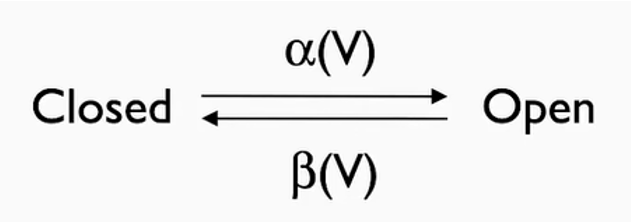 α(V)
Closed Open
β(V)